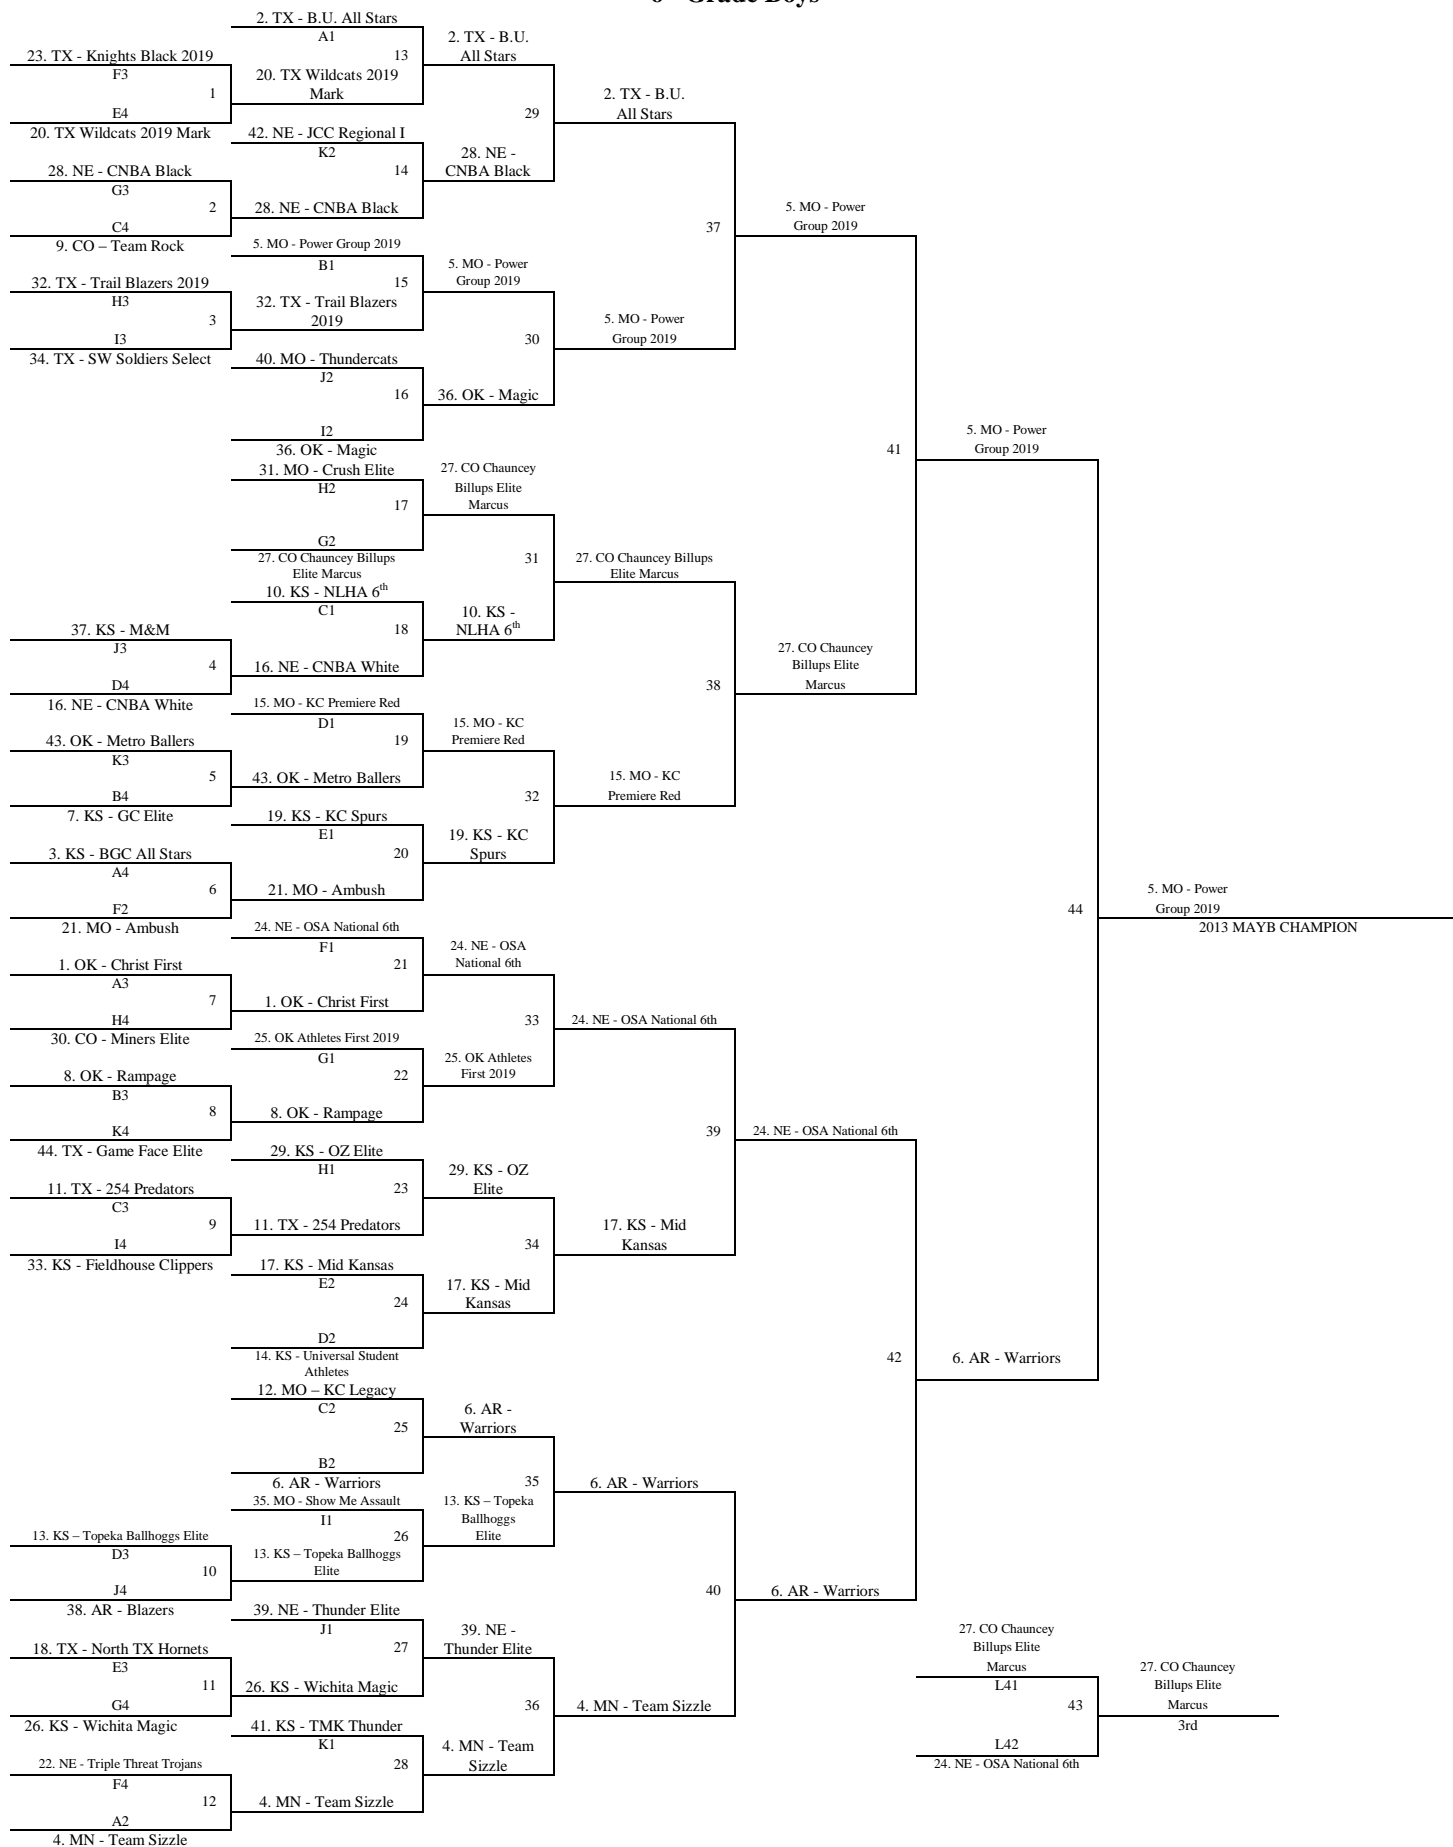 6th Grade Boys
2. TX - B.U. All Stars
A1
13
23. TX - Knights Black 2019
F3
1
E4
20. TX Wildcats 2019 Mark
20. TX Wildcats 2019
Mark
2. TX - B.U.
All Stars
29
42. NE - JCC Regional I
K2
14
28. NE - CNBA Black
G3
2
C4
9. CO – Team Rock
28. NE - CNBA Black
28. NE -
CNBA Black
2. TX - B.U.
All Stars
37
5. MO - Power Group 2019
B1
15
32. TX - Trail Blazers 2019
H3
3
I3
34. TX - SW Soldiers Select
32. TX - Trail Blazers
2019
5. MO - Power
Group 2019
30
40. MO - Thundercats
J2
16
I2
36. OK - Magic
36. OK - Magic
5. MO - Power
Group 2019
5. MO - Power
Group 2019
41
31. MO - Crush Elite
H2
17
G2
27. CO Chauncey Billups
Elite Marcus
27. CO Chauncey
Billups Elite
Marcus
31
10. KS - NLHA 6th
C1
18
37. KS - M&M
J3
4
D4
16. NE - CNBA White
16. NE - CNBA White
10. KS -
NLHA 6th
27. CO Chauncey Billups
Elite Marcus
38
15. MO - KC Premiere Red
D1
19
43. OK - Metro Ballers
K3
5
B4
7. KS - GC Elite
43. OK - Metro Ballers
15. MO - KC
Premiere Red
32
19. KS - KC Spurs
E1
20
3. KS - BGC All Stars
A4
6
F2
21. MO - Ambush
21. MO - Ambush
19. KS - KC
Spurs
15. MO - KC
Premiere Red
27. CO Chauncey
Billups Elite
Marcus
5. MO - Power
Group 2019
44
5. MO - Power
Group 2019
2013 MAYB CHAMPION
24. NE - OSA National 6th
F1
21
1. OK - Christ First
A3
7
H4
30. CO - Miners Elite
1. OK - Christ First
24. NE - OSA
National 6th
33
25. OK Athletes First 2019
G1
22
8. OK - Rampage
B3
8
K4
44. TX - Game Face Elite
8. OK - Rampage
25. OK Athletes
First 2019
24. NE - OSA National 6th
39
29. KS - OZ Elite
H1
23
11. TX - 254 Predators
C3
9
I4
33. KS - Fieldhouse Clippers
11. TX - 254 Predators
29. KS - OZ
Elite
34
17. KS - Mid Kansas
E2
24
D2
14. KS - Universal Student
Athletes
17. KS - Mid
Kansas
17. KS - Mid
Kansas
24. NE - OSA National 6th
42
6. AR - Warriors
12. MO – KC Legacy
C2
25
B2
6. AR - Warriors
6. AR -
Warriors
35
35. MO - Show Me Assault
I1
26
13. KS – Topeka Ballhoggs Elite
D3
10
J4
38. AR - Blazers
13. KS – Topeka Ballhoggs
Elite
13. KS – Topeka
Ballhoggs
Elite
6. AR - Warriors
40
6. AR - Warriors
39. NE - Thunder Elite
J1
27
18. TX - North TX Hornets
E3
11
G4
26. KS - Wichita Magic
26. KS - Wichita Magic
39. NE -
Thunder Elite
36
4. MN - Team Sizzle
41. KS - TMK Thunder
K1
28
22. NE - Triple Threat Trojans
F4
12
A2
4. MN - Team Sizzle
4. MN - Team Sizzle
4. MN - Team
Sizzle
27. CO Chauncey
Billups Elite
Marcus
L41
43
L42
24. NE - OSA National 6th
27. CO Chauncey
Billups Elite
Marcus
3rd